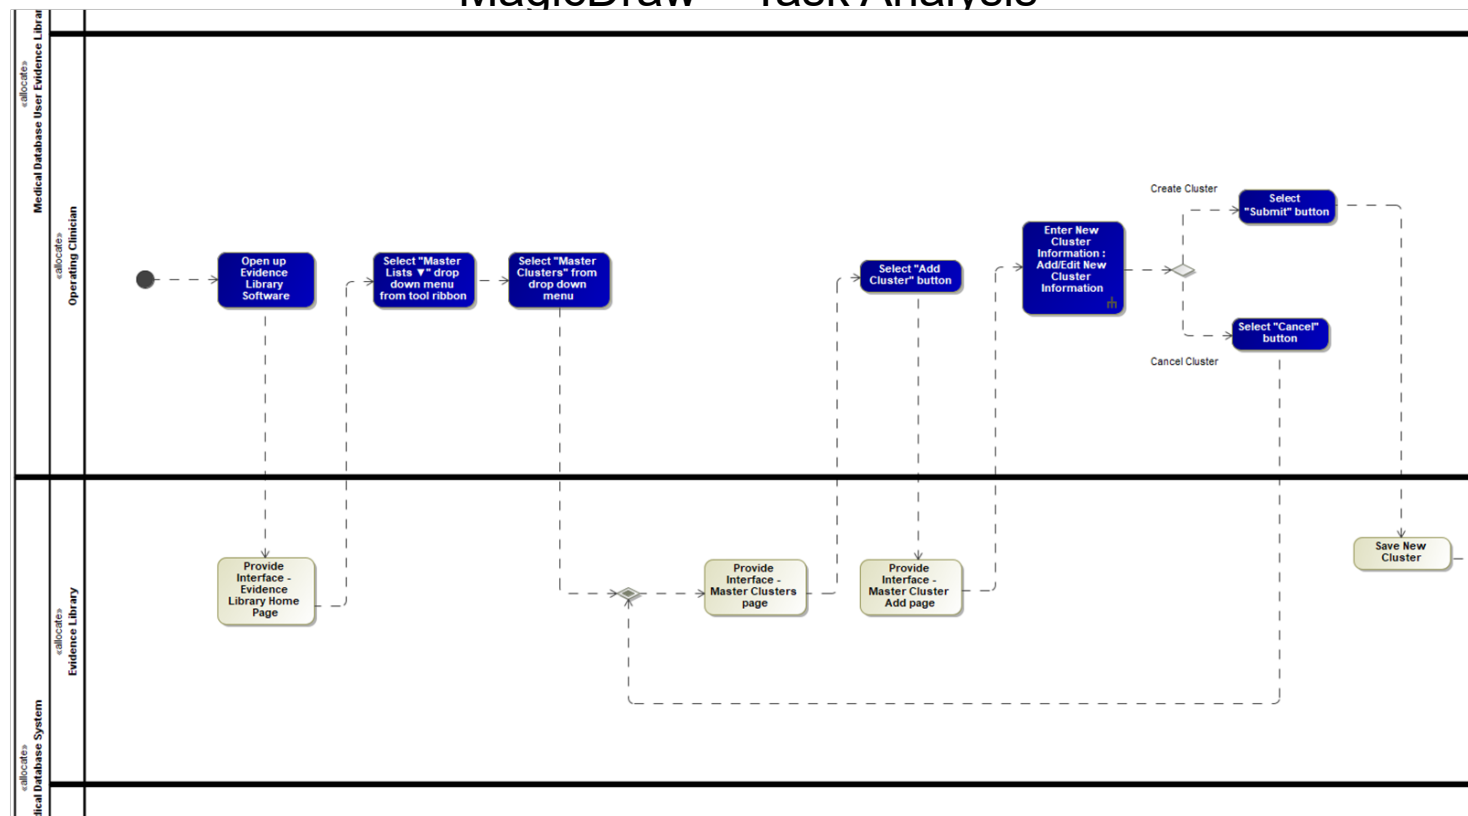 MagicDraw – Task Analysis
«allocate»
Medical Database User Evidence Librar
«allocate»
Operating Clinician
Open up
Evidence
Library
Software
Select "Master
Lists ▼" drop
down menu
from tool ribbon
Select "Master
Clusters" from
drop down
menu
Select "Add
Cluster" button
Enter New
Cluster
Information :
Add/Edit New
Cluster
Information
Create Cluster
Select
"Submit" button
Select "Cancel"
button
Cancel Cluster
«allocate»
dical Database System
«allocate»
Evidence Library
Provide
Interface -
Evidence
Library Home
Page
Provide
Interface -
Master Clusters
page
Provide
Interface -
Master Cluster
Add page
Save New
Cluster